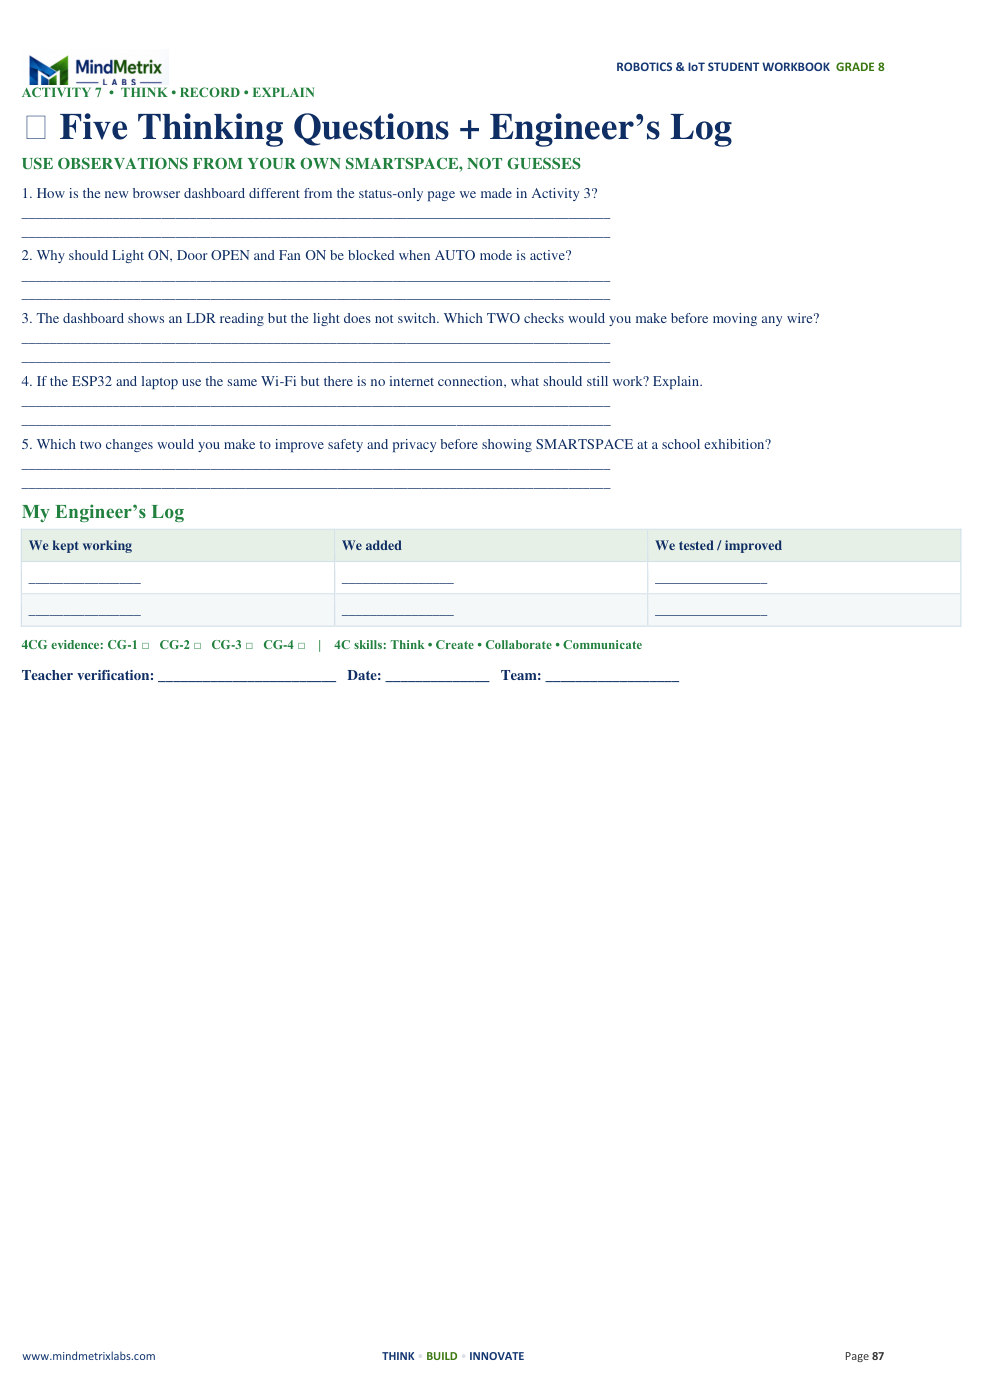 MindMetrix
LABS
ROBOTICS & IoT STUDENT WORKBOOK GRADE 8
ACTIVITY 7 • THINK • RECORD • EXPLAIN
□ Five Thinking Questions + Engineer’s Log
USE OBSERVATIONS FROM YOUR OWN SMARTSPACE, NOT GUESSES
1. How is the new browser dashboard different from the status-only page we made in Activity 3?
2. Why should Light ON, Door OPEN and Fan ON be blocked when AUTO mode is active?
3. The dashboard shows an LDR reading but the light does not switch. Which TWO checks would you make before moving any wire?
4. If the ESP32 and laptop use the same Wi-Fi but there is no internet connection, what should still work? Explain.
5. Which two changes would you make to improve safety and privacy before showing SMARTSPACE at a school exhibition?
My Engineer’s Log
We kept working We added We tested / improved
4CG evidence: CG-1 □ CG-2 □ CG-3 □ CG-4 □ | 4C skills: Think • Create • Collaborate • Communicate
Teacher verification: ________________________ Date: ______________ Team: __________________
www.mindmetrixlabs.com THINK • BUILD • INNOVATE Page 87